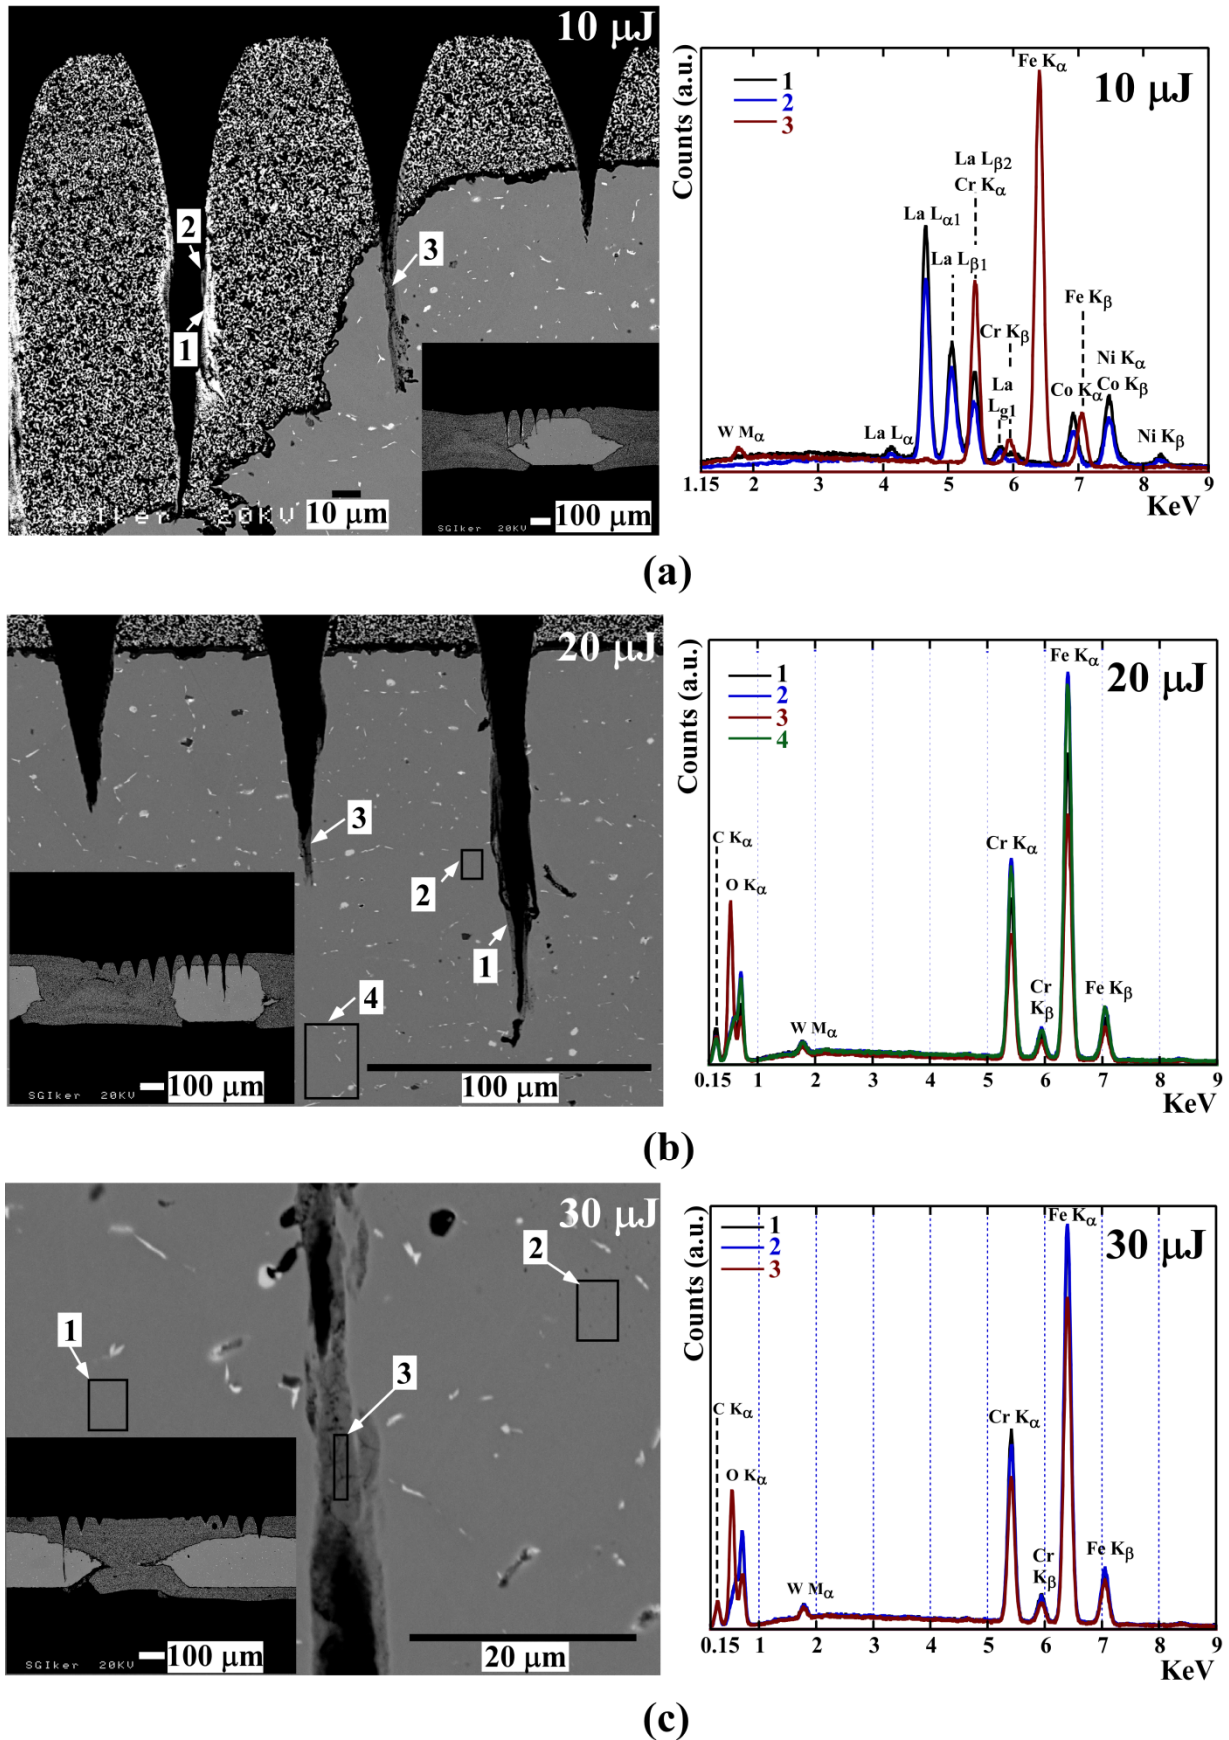 10 μJ
2
1
3
SGIker 20KV
10 μm
100 μm
SGIker 20KV
Counts (a.u.)
1
2
3
10 μJ
Fe Kα
La Lβ2
Cr Kα
La Lα1
La Lβ1
Fe Kβ
Cr Kβ
Ni Kα
La
Co Kα
Co Kβ
Lg1
W Mα
La Lα
Ni Kβ
1.15 2 3 4 5 6 7 8 9
KeV
(a)
20 μJ
3
2
1
4
100 μm
SGIker 20KV
100 μm
Counts (a.u.)
1
2
3
4
20 μJ
Fe Kα
C Kα
Cr Kα
O Kα
Cr
Kβ
Fe Kβ
W Mα
0.15 1 2 3 4 5 6 7 8 9
KeV
(b)
30 μJ
2
1
3
100 μm
SGIker 20KV
20 μm
Counts (a.u.)
1
2
3
30 μJ
Fe Kα
C Kα
Cr Kα
O Kα
Cr
Kβ
Fe Kβ
W Mα
0.15 1 2 3 4 5 6 7 8 9
KeV
(c)